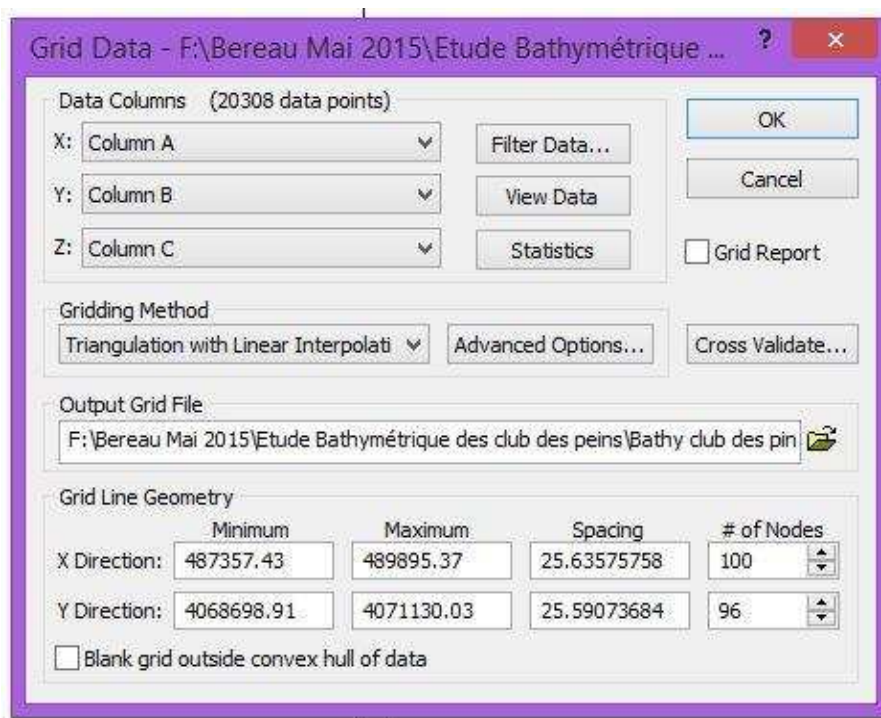 Grid Data - F:\Bereau Mai 2015\Etude Bathymétrique ... ?
Data Columns (20308 data points)
X: Column A
Filter Data...
Y: Column B
View Data
Z: Column C
Statistics
OK
Cancel
Grid Report
Gridding Method
Triangulation with Linear Interpolati
Advanced Options...
Cross Validate...
Output Grid File
F:\Bereau Mai 2015\Etude Bathymétrique des club des peins\Bathy club des pin
Grid Line Geometry
Minimum Maximum Spacing # of Nodes
X Direction: 487357.43 489895.37 25.63575758 100
Y Direction: 4068698.91 4071130.03 25.59073684 96
Blank grid outside convex hull of data